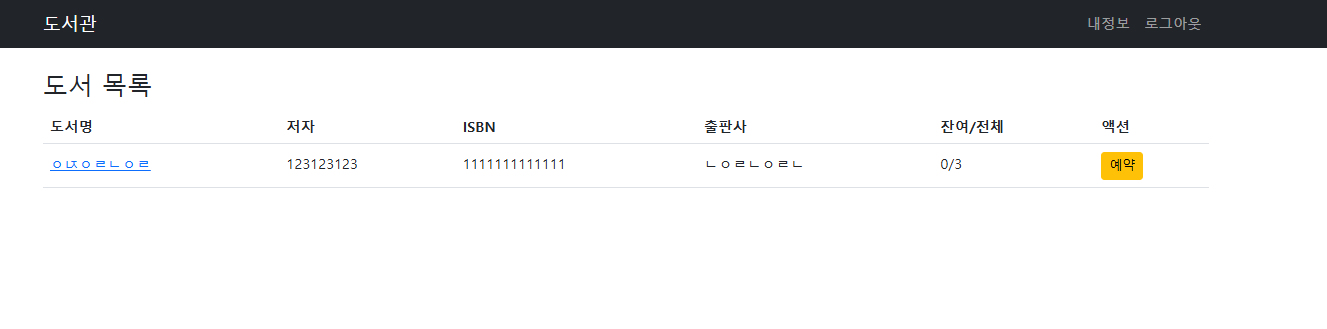 도서관 내정보 로그아웃
도서 목록
도서명 저자 ISBN 출판사 잔여/전체 액션
ㅇㄵㅇㄹㄴㅇㄹ 123123123 1111111111111 ㄴㅇㄹㄴㅇㄹㄴ 0/3 예약